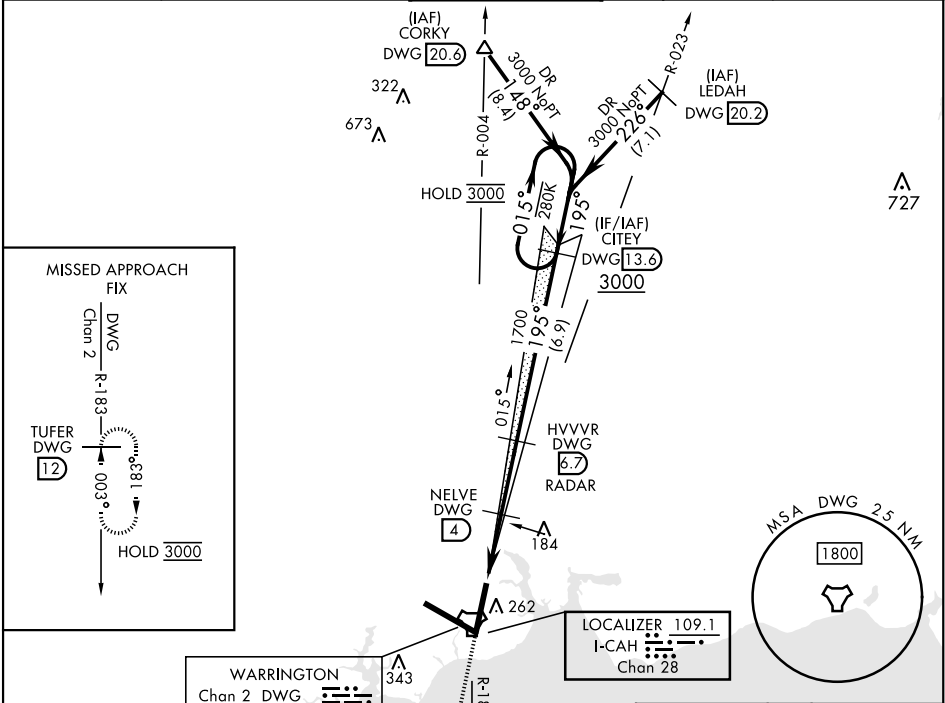 (IAF)
CORKY
DWG 20.6
DR
3000 NoPT
148°
(8.4)
R-023
(IAF)
LEDAH
DWG 20.2
DR
3000 NoPT
226°
(7.1)
322
673
R-004
HOLD 3000
015°
280K
195°
727
(IF/IAF)
CITEY
DWG 13.6
3000
MISSED APPROACH
FIX
DWG
Chan 2
R-183
TUFER
DWG
12
003°
183°
HOLD 3000
1700
195°
(6.9)
015°
HVVVR
DWG
6.7
RADAR
NELVE
DWG
4
184
MSA DWG 25 NM
1800
262
LOCALIZER 109.1
I-CAH
Chan 28
WARRINGTON
Chan 2 DWG
343